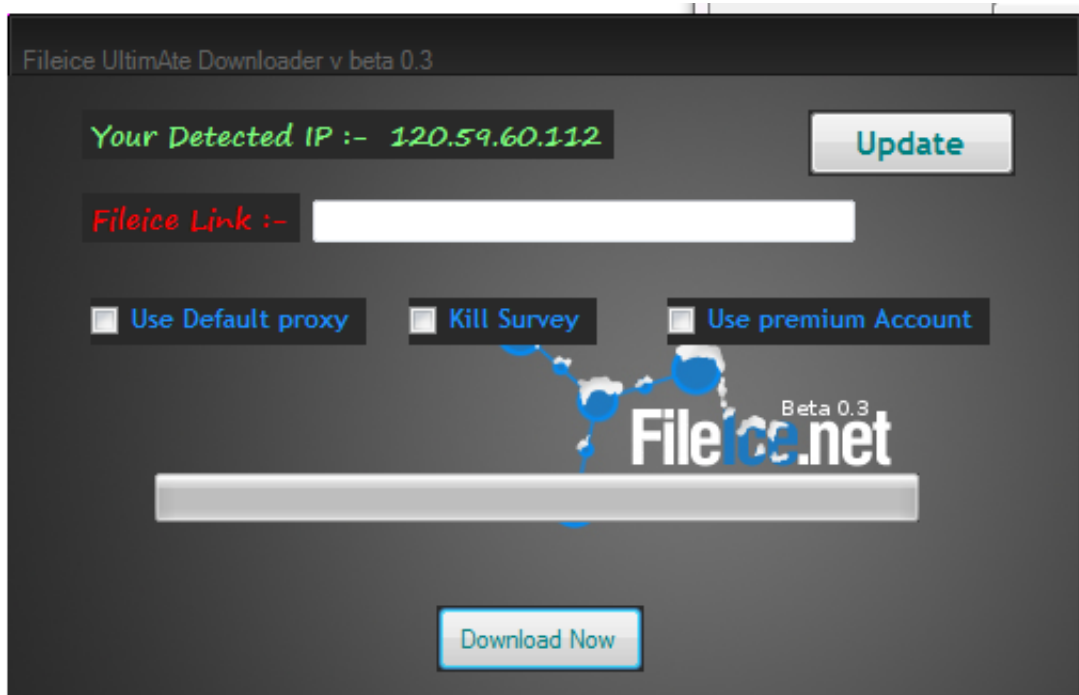 Fileice UltimAte Downloader v beta 0.3
Your Detected IP :- 120.59.60.112
Update
Fileice Link :-
Use Default proxy
Kill Survey
Use premium Account
Beta 0.3
FileIce.net
Download Now